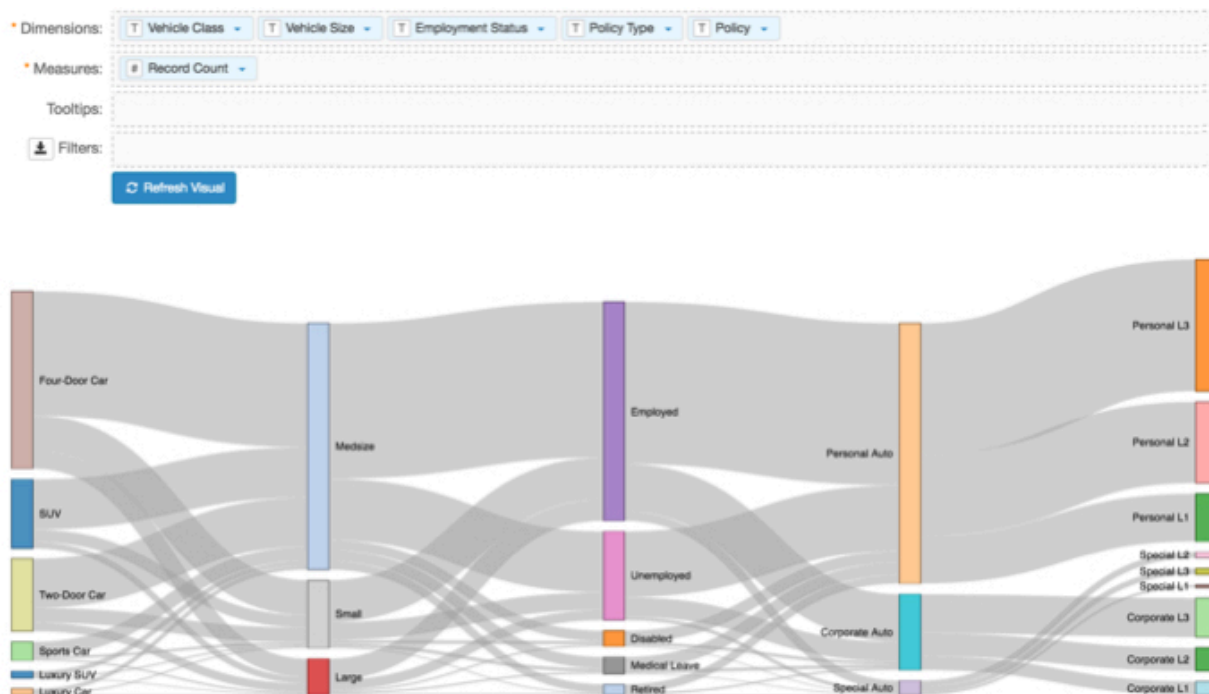 * Dimensions: T Vehicle Class T Vehicle Size T Employment Status T Policy Type T Policy
* Measures: # Record Count
Tooltips:
Filters:
Refresh Visual
Personal L3
Four-Door Car
Employed
Personal L2
Medsize
Personal Auto
SUV
Personal L1
Special L2
Special L3
Unemployed
Special L1
Two-Door Car
Small
Corporate L3
Corporate Auto
Disabled
Sports Car
Corporate L2
Medical Leave
Luxury SUV
Large
Retired
Special Auto
Corporate L1
Luxury Car